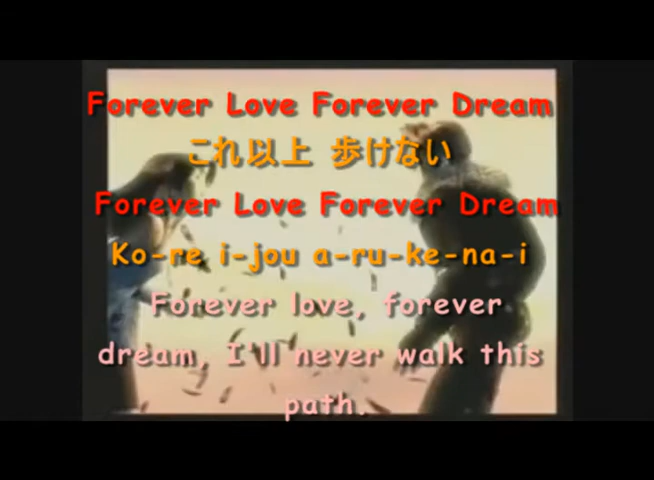 Forever Love Forever Dream
これ以上 歩けない
Forever Love Forever Dream
Ko-re i-jou a-ru-ke-na-i
Forever love, forever
dream, I'll never walk this
path.